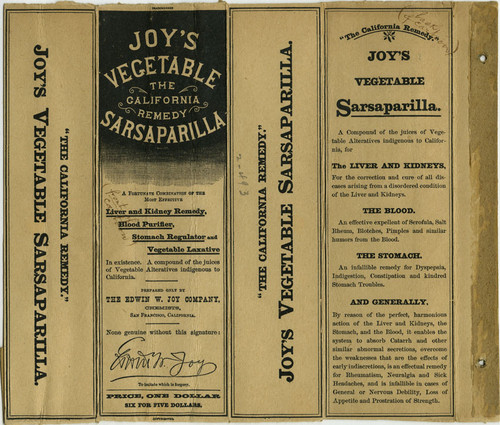 JOY'S VEGETABLE SARSAPARILLA.
"THE CALIFORNIA REMEDY."
JOY'S
VEGETABLE
THE
CALIFORNIA
REMEDY
SARSAPARILLA
A FORTUNATE COMBINATION OF THE
MOST EFFECTIVE
Liver and Kidney Remedy,
Blood Purifier,
Stomach Regulator and
Vegetable Laxative
In existence. A compound of the juices
of Vegetable Alteratives indigenous to
California.
PREPARED ONLY BY
THE EDWIN W. JOY COMPANY,
CHEMISTS,
SAN FRANCISCO, CALIFORNIA.
None genuine without this signature:
Edwin W. Joy
To imitate which is forgery.
PRICE, ONE DOLLAR
SIX FOR FIVE DOLLARS.
"THE CALIFORNIA REMEDY."
JOY'S VEGETABLE SARSAPARILLA.
"The California Remedy."
JOY'S
VEGETABLE
Sarsaparilla.
A Compound of the juices of Vege-
table Alteratives indigenous to Califor-
nia, for
The LIVER AND KIDNEYS,
For the correction and cure of all dis-
eases arising from a disordered condition
of the Liver and Kidneys.
THE BLOOD.
An effective expellent of Scrofula, Salt
Rheum, Blotches, Pimples and similar
humors from the Blood.
THE STOMACH.
An infallible remedy for Dyspepsia,
Indigestion, Constipation and kindred
Stomach Troubles.
AND GENERALLY,
By reason of the perfect, harmonious
action of the Liver and Kidneys, the
Stomach, and the Blood, it enables the
system to absorb Catarrh and other
similar abnormal secretions, overcome
the weaknesses that are the effects of
early indiscretions, is an effectual remedy
for Rheumatism, Neuralgia and Sick
Headaches, and is infallible in cases of
General or Nervous Debility, Loss of
Appetite and Prostration of Strength.